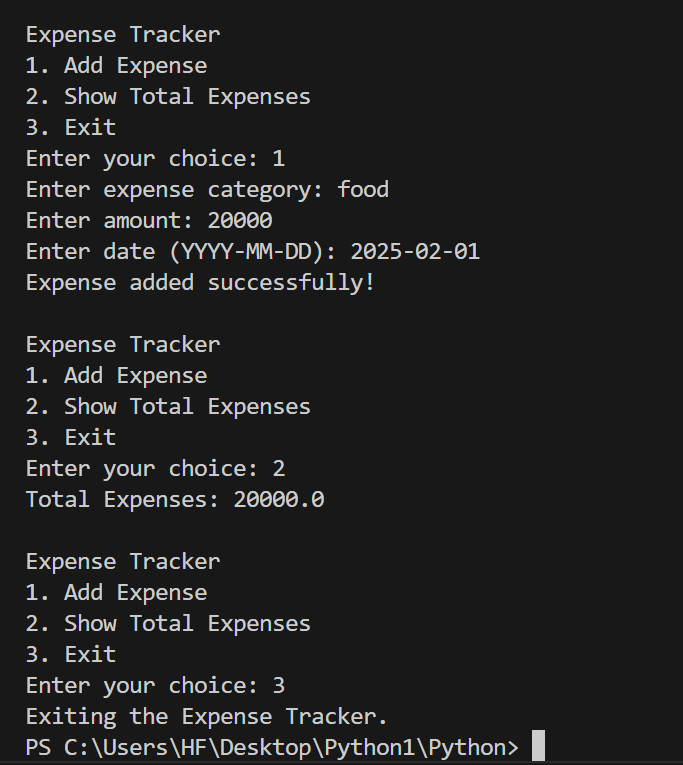 Expense Tracker
1. Add Expense
2. Show Total Expenses
3. Exit
Enter your choice: 1
Enter expense category: food
Enter amount: 20000
Enter date (YYYY-MM-DD): 2025-02-01
Expense added successfully!

Expense Tracker
1. Add Expense
2. Show Total Expenses
3. Exit
Enter your choice: 2
Total Expenses: 20000.0

Expense Tracker
1. Add Expense
2. Show Total Expenses
3. Exit
Enter your choice: 3
Exiting the Expense Tracker.
PS C:\Users\HF\Desktop\Python1\Python>